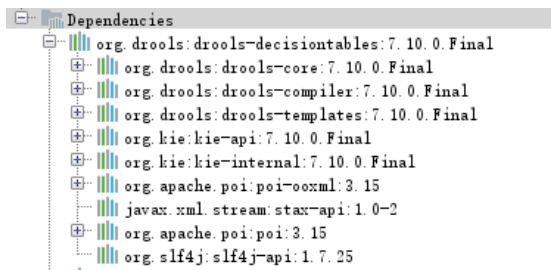 Dependencies
org.drools:drools-decisiontables:7.10.0.Final
org.drools:drools-core:7.10.0.Final
org.drools:drools-compiler:7.10.0.Final
org.drools:drools-templates:7.10.0.Final
org.kie:kie-api:7.10.0.Final
org.kie:kie-internal:7.10.0.Final
org.apache.poi:poi-ooxml:3.15
javax.xml.stream:stax-api:1.0-2
org.apache.poi:poi:3.15
org.slf4j:slf4j-api:1.7.25